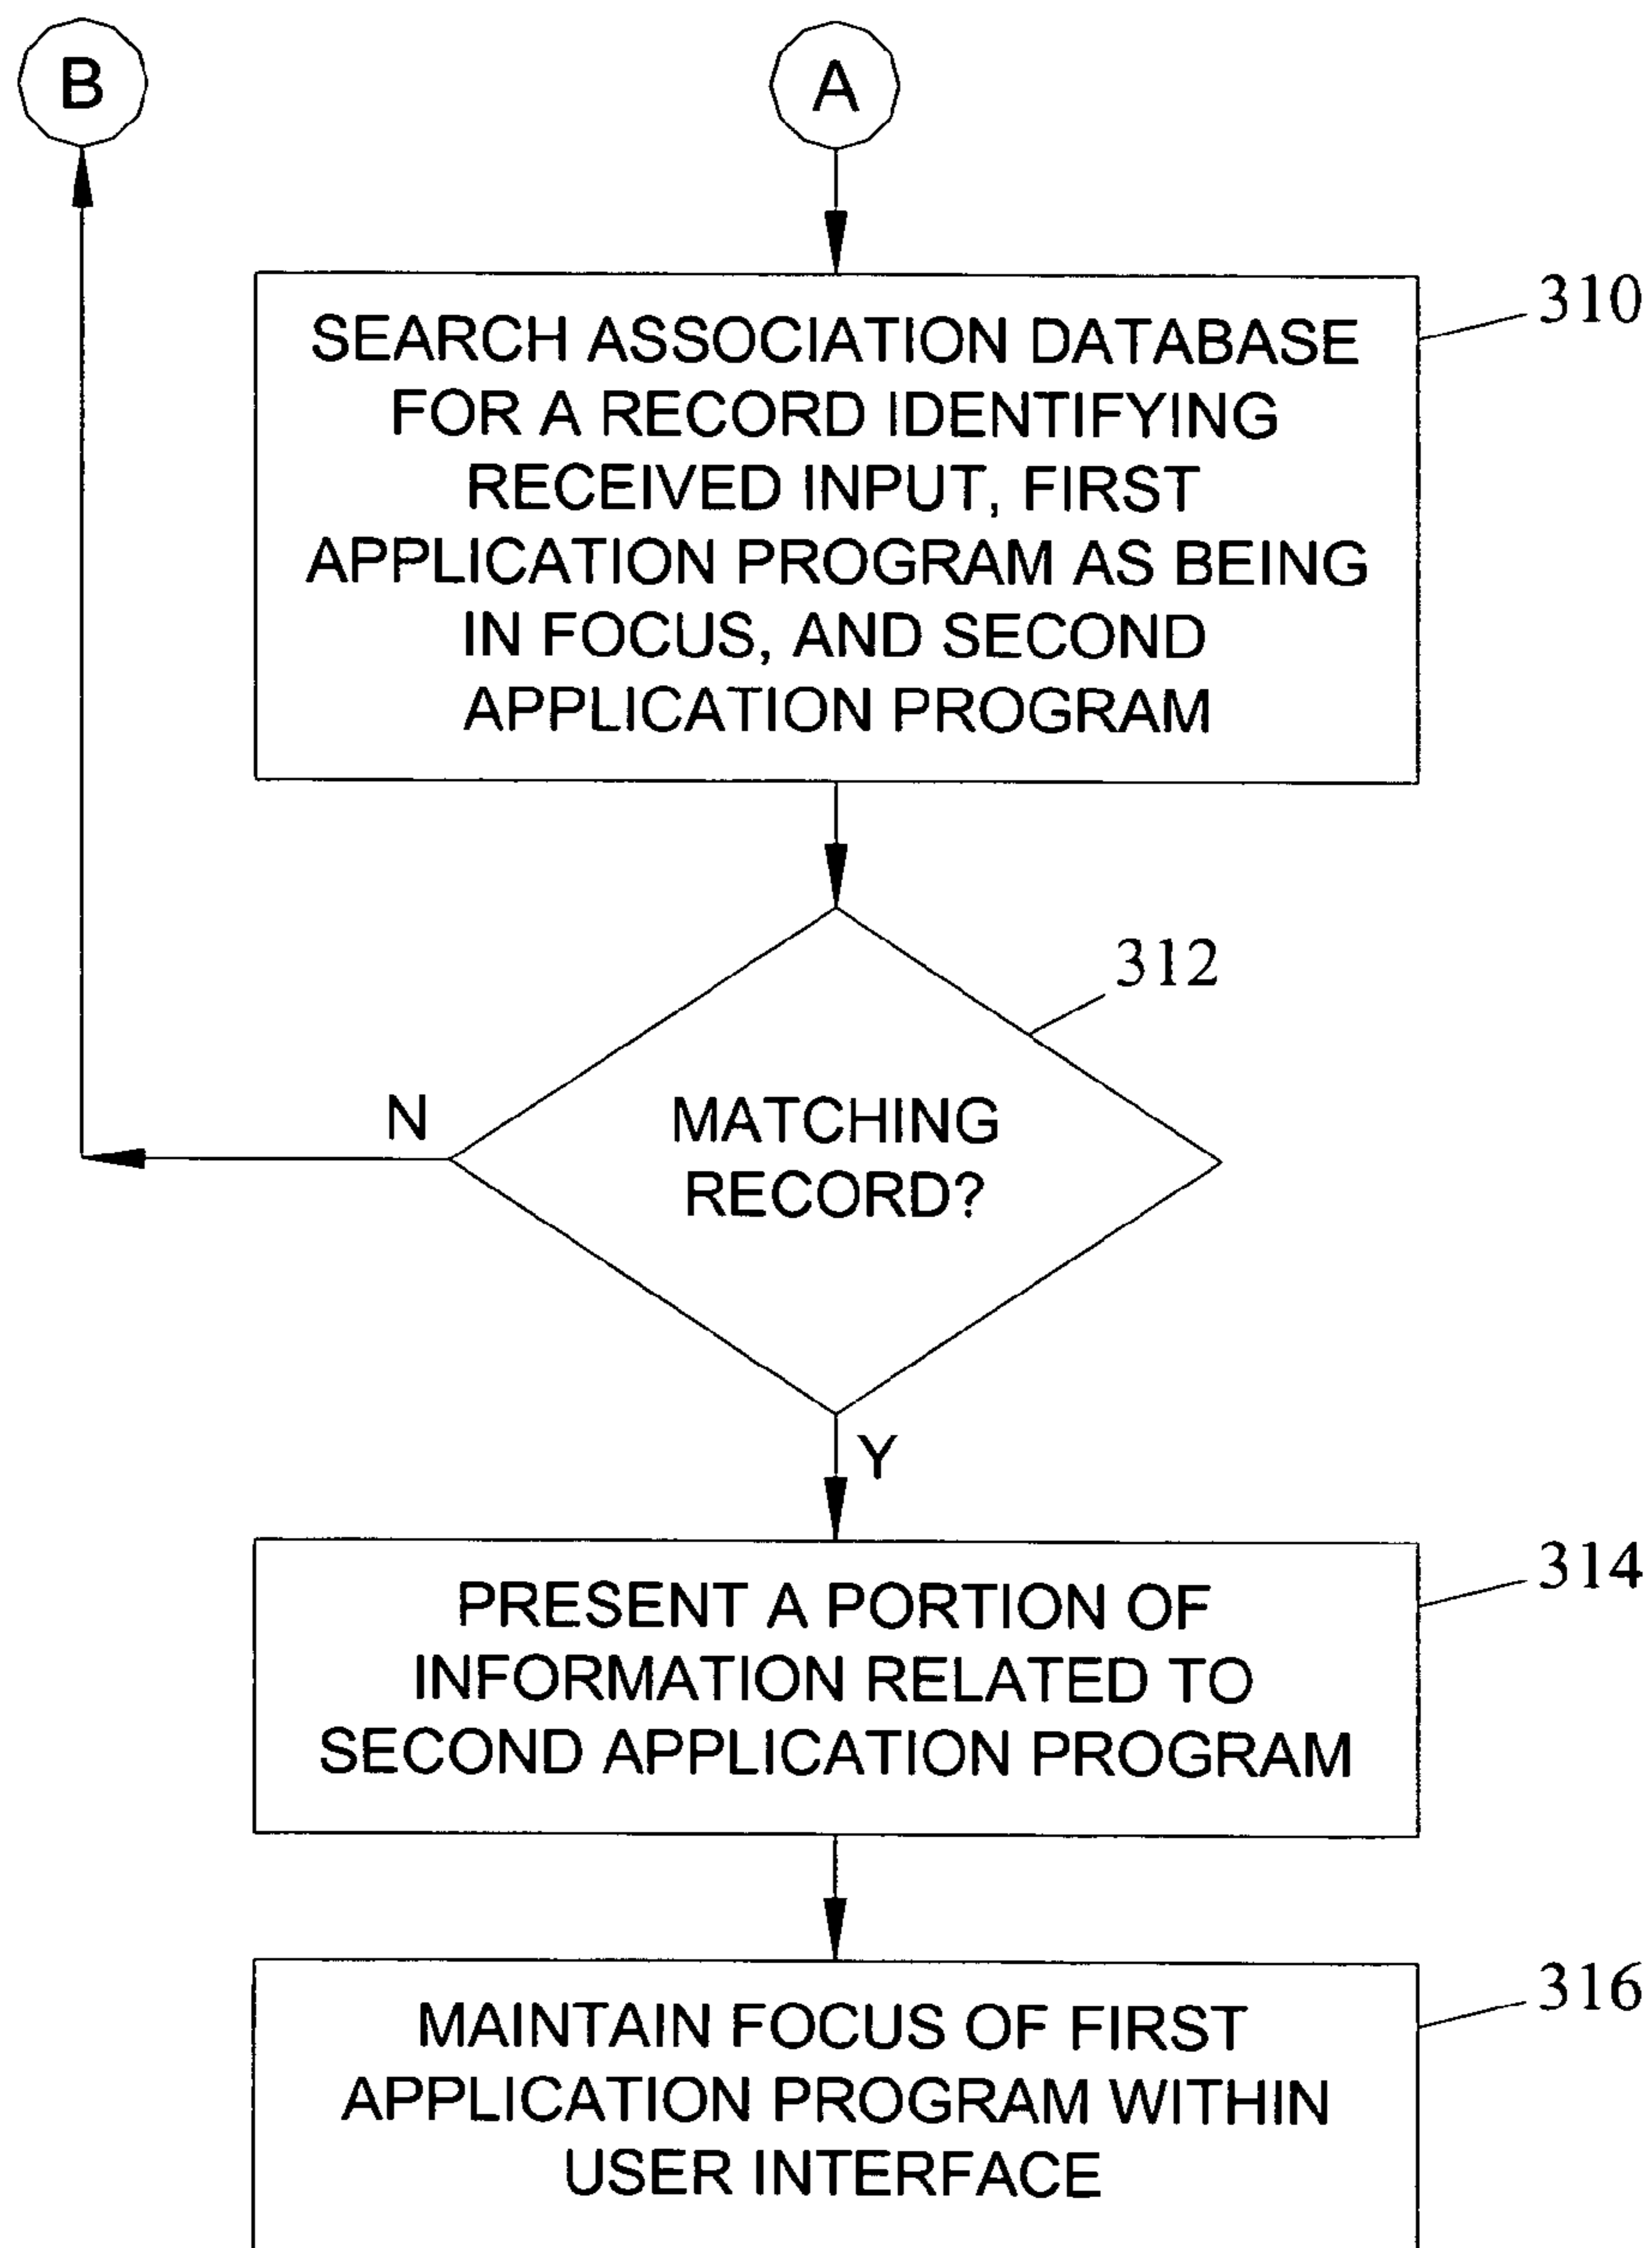 B
A
310
SEARCH ASSOCIATION DATABASE
FOR A RECORD IDENTIFYING
RECEIVED INPUT, FIRST
APPLICATION PROGRAM AS BEING
IN FOCUS, AND SECOND
APPLICATION PROGRAM
312
N
MATCHING
RECORD?
Y
314
PRESENT A PORTION OF
INFORMATION RELATED TO
SECOND APPLICATION PROGRAM
316
MAINTAIN FOCUS OF FIRST
APPLICATION PROGRAM WITHIN
USER INTERFACE